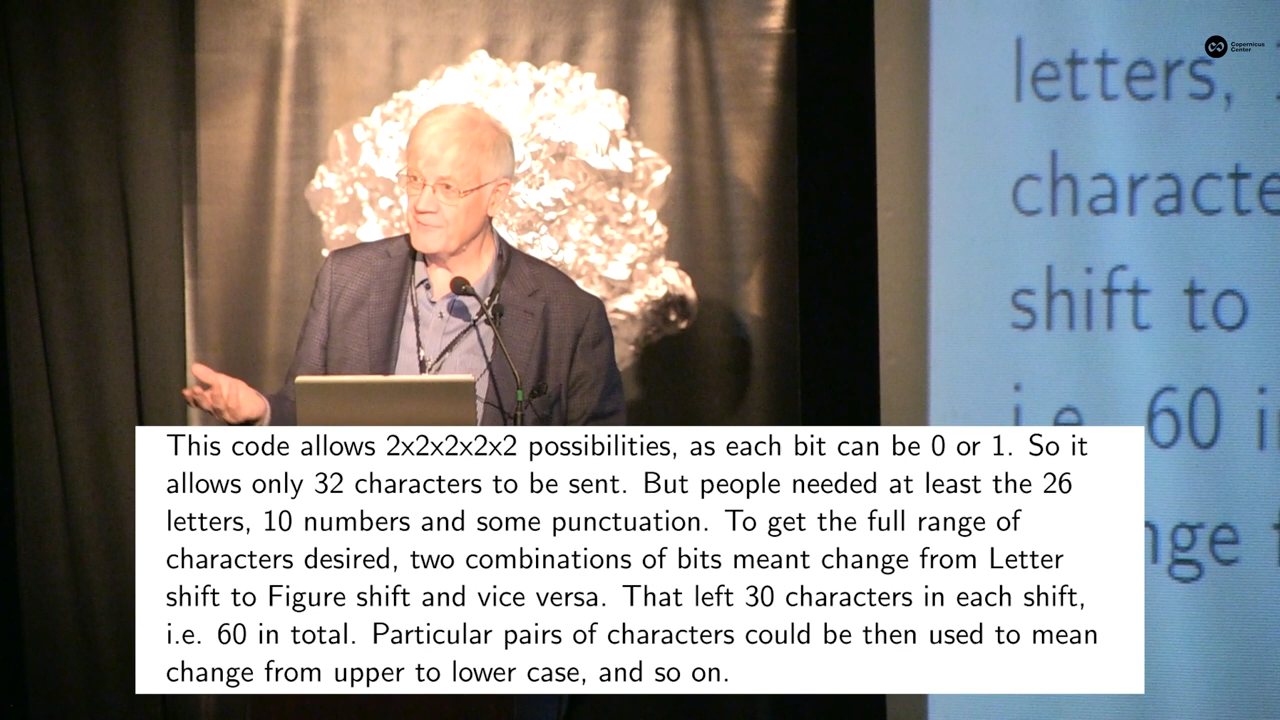 Copernicus
Center
letters,
characte
shift to
i.e. 60 i
nge
This code allows 2x2x2x2x2 possibilities, as each bit can be 0 or 1. So it
allows only 32 characters to be sent. But people needed at least the 26
letters, 10 numbers and some punctuation. To get the full range of
characters desired, two combinations of bits meant change from Letter
shift to Figure shift and vice versa. That left 30 characters in each shift,
i.e. 60 in total. Particular pairs of characters could be then used to mean
change from upper to lower case, and so on.